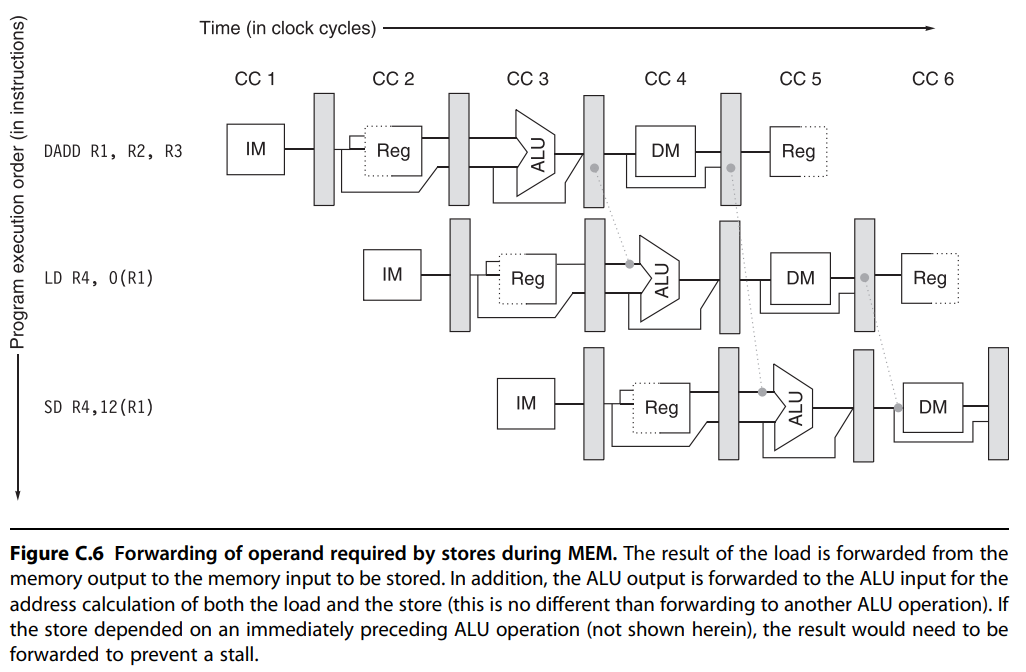 Time (in clock cycles)
Program execution order (in instructions)
CC 1 CC 2 CC 3 CC 4 CC 5 CC 6
DADD R1, R2, R3
IM Reg ALU DM Reg
LD R4, 0(R1)
IM Reg ALU DM Reg
SD R4,12(R1)
IM Reg ALU DM
Figure C.6 Forwarding of operand required by stores during MEM. The result of the load is forwarded from the
memory output to the memory input to be stored. In addition, the ALU output is forwarded to the ALU input for the
address calculation of both the load and the store (this is no different than forwarding to another ALU operation). If
the store depended on an immediately preceding ALU operation (not shown herein), the result would need to be
forwarded to prevent a stall.